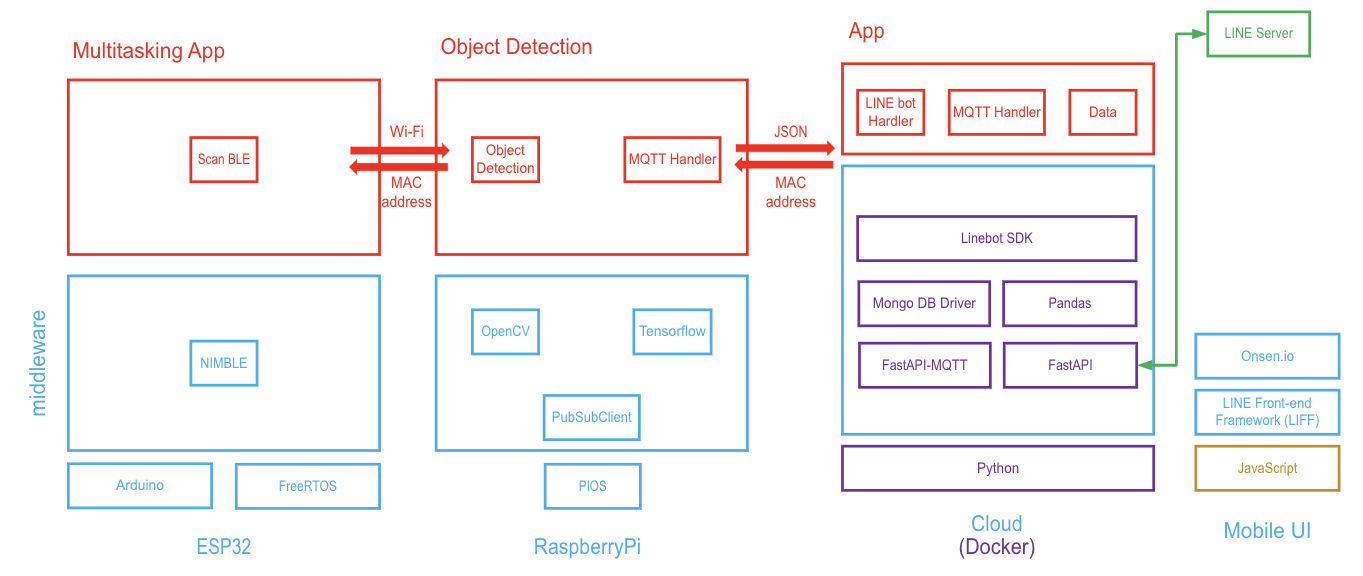 Multitasking App
Object Detection
App
LINE Server
Scan BLE
Wi-Fi
MAC
address
Object
Detection
MQTT Handler
JSON
MAC
address
LINE bot
Hardler
MQTT Handler
Data
middleware
NIMBLE
OpenCV
Tensorflow
PubSubClient
Linebot SDK
Mongo DB Driver
Pandas
FastAPI-MQTT
FastAPI
Onsen.io
LINE Front-end
Framework (LIFF)
Arduino
FreeRTOS
PIOS
Python
JavaScript
ESP32
RaspberryPi
Cloud
(Docker)
Mobile UI